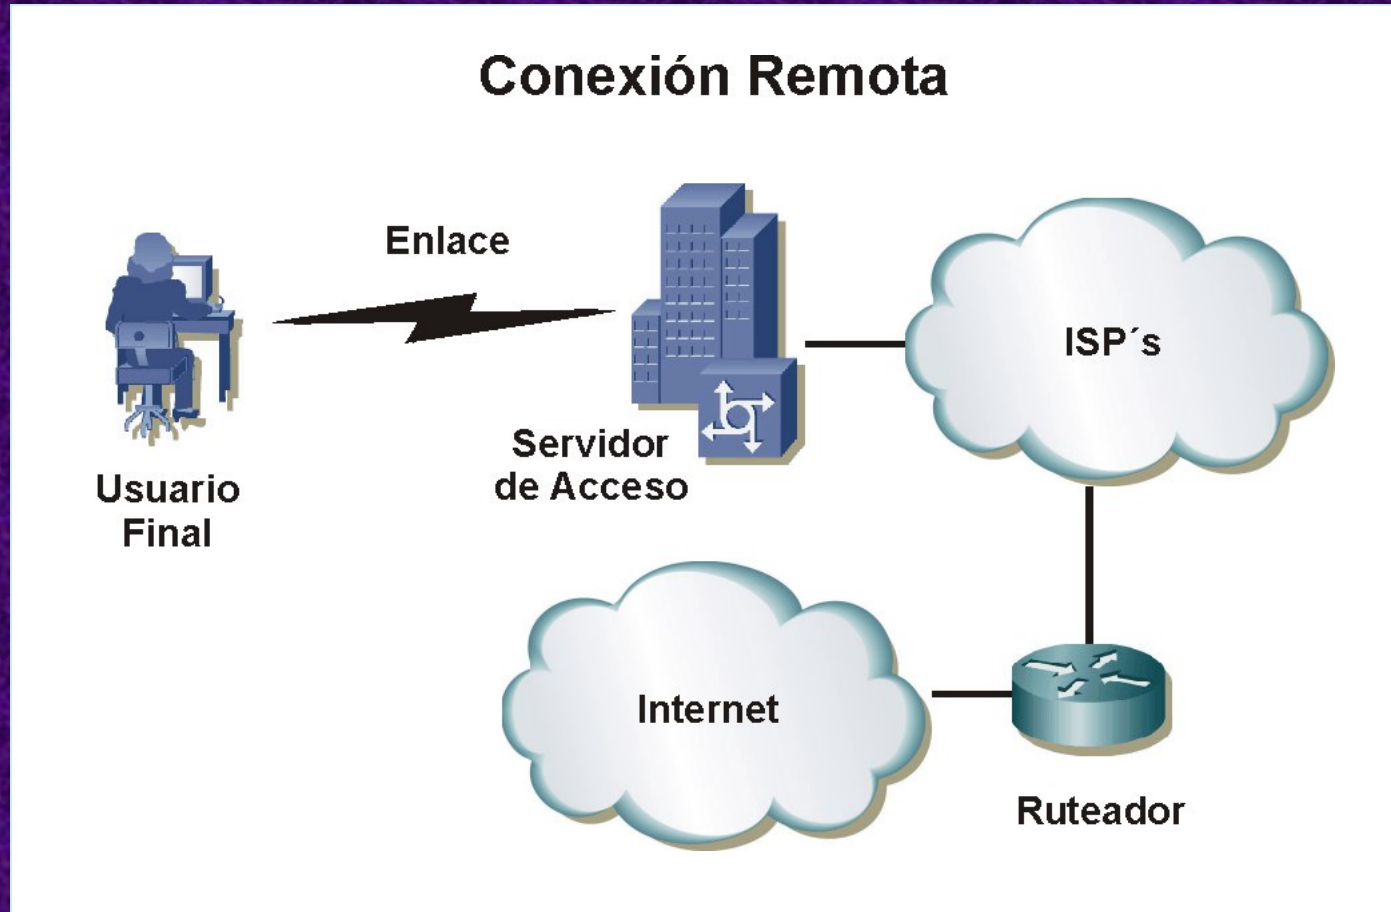 Conexión Remota
Enlace
ISP´s
Servidor
de Acceso
Usuario
Final
Internet
Ruteador